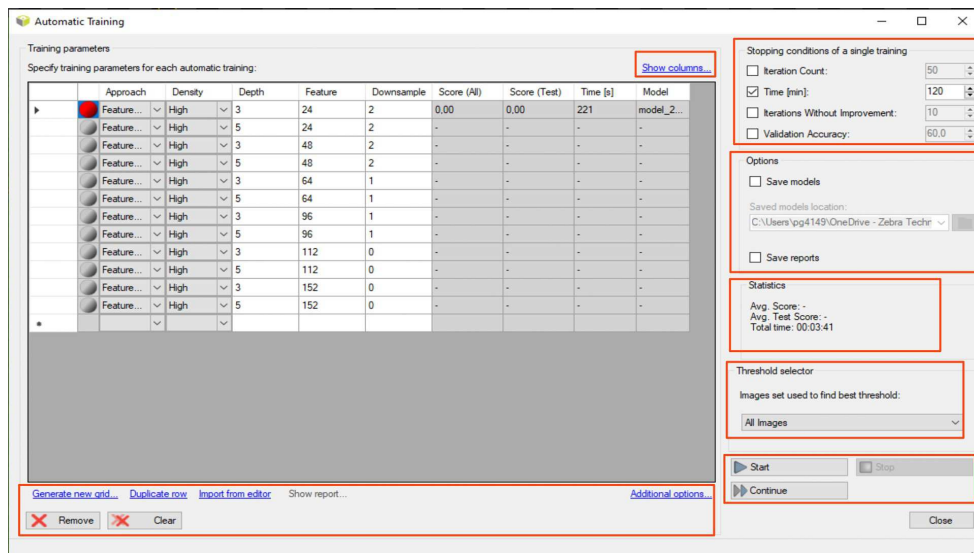 Automatic Training
Training parameters
Specify training parameters for each automatic training:
Show columns...
Approach Density Depth Feature Downsample Score (All) Score (Test) Time [s] Model
Feature... High 3 24 2 0,00 0,00 221 model_2...
Feature... High 5 24 2 - - - -
Feature... High 3 48 2 - - - -
Feature... High 5 48 2 - - - -
Feature... High 3 64 1 - - - -
Feature... High 5 64 1 - - - -
Feature... High 3 96 1 - - - -
Feature... High 5 96 1 - - - -
Feature... High 3 112 0 - - - -
Feature... High 5 112 0 - - - -
Feature... High 3 152 0 - - - -
Feature... High 5 152 0 - - - -
Generate new grid... Duplicate row Import from editor Show report... Additional options...
Remove Clear
Stopping conditions of a single training
Iteration Count: 50
Time [min]: 120
Iterations Without Improvement: 10
Validation Accuracy: 60,0
Options
Save models
Saved models location:
C:\Users\pg4149\OneDrive - Zebra Techr
Save reports
Statistics
Avg. Score: -
Avg. Test Score: -
Total time: 00:03:41
Threshold selector
Images set used to find best threshold:
All Images
Start Stop
Continue
Close